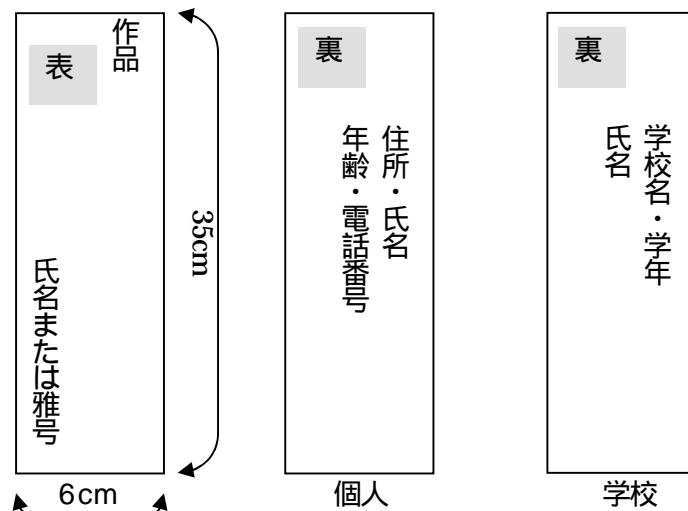 表
作品
氏名または雅号
35cm
6cm
裏
住所・氏名
年齢・電話番号
個人
裏
学校名・学年
氏名
学校